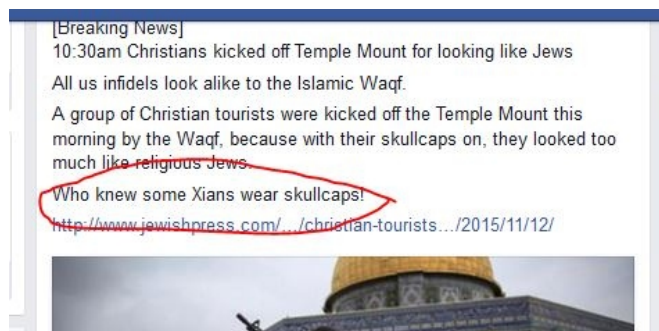 [Breaking News]
10:30am Christians kicked off Temple Mount for looking like Jews
All us infidels look alike to the Islamic Waqf.
A group of Christian tourists were kicked off the Temple Mount this
morning by the Waqf, because with their skullcaps on, they looked too
much like religious Jews.
Who knew some Xians wear skullcaps!
http://www.jewishpress.com/.../christian-tourists.../2015/11/12/